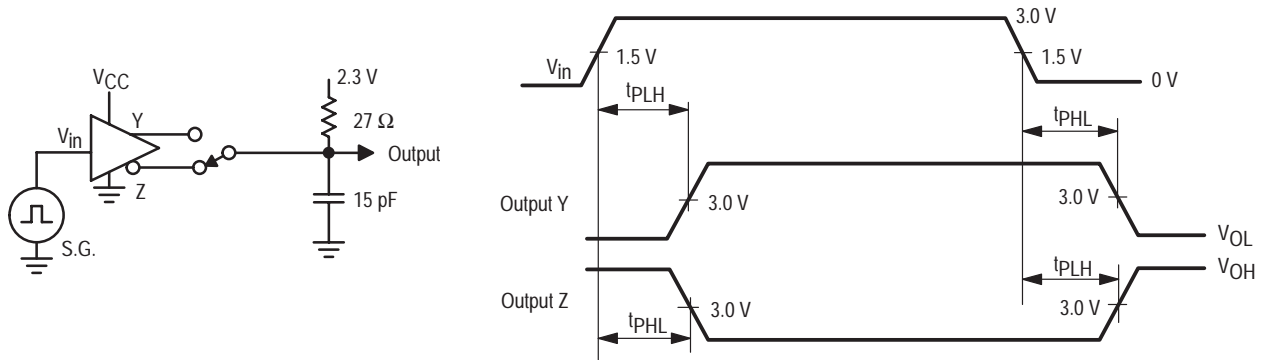 VCC
Vin
Y
Z
S.G.
2.3 V
27 Ω
Output
15 pF
Vin
1.5 V
3.0 V
1.5 V
0 V
tPLH
tPHL
Output Y
3.0 V
3.0 V
VOL
VOH
Output Z
3.0 V
tPLH
3.0 V
tPHL